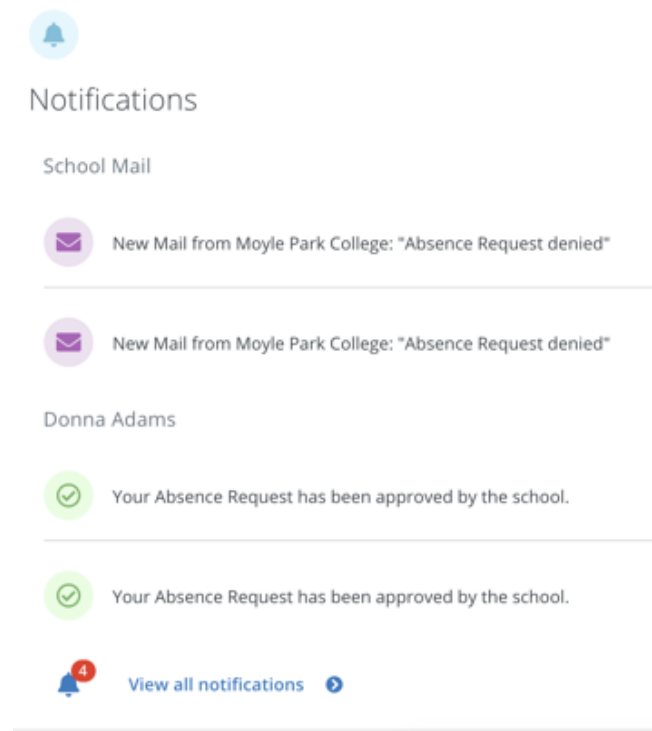 Notifications
School Mail
New Mail from Moyle Park College: "Absence Request denied"
New Mail from Moyle Park College: "Absence Request denied"
Donna Adams
Your Absence Request has been approved by the school.
Your Absence Request has been approved by the school.
4
View all notifications